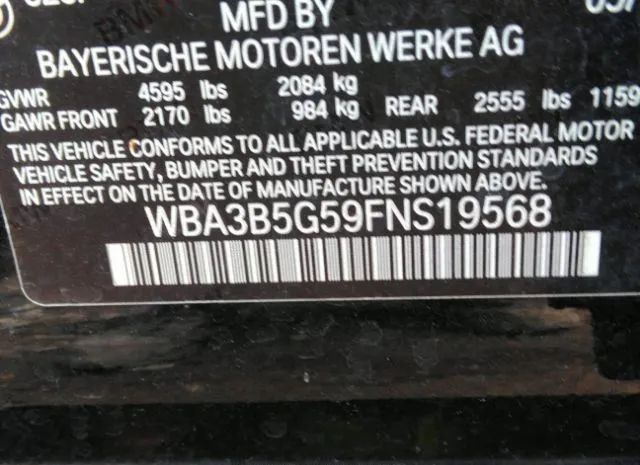 MFD BY
BAYERISCHE MOTOREN WERKE AG
GVWR 4595 lbs 2084 kg
GAWR FRONT 2170 lbs 984 kg REAR 2555 lbs 1159
THIS VEHICLE CONFORMS TO ALL APPLICABLE U.S. FEDERAL MOTOR
VEHICLE SAFETY, BUMPER AND THEFT PREVENTION STANDARDS
IN EFFECT ON THE DATE OF MANUFACTURE SHOWN ABOVE.
WBA3B5G59FNS19568